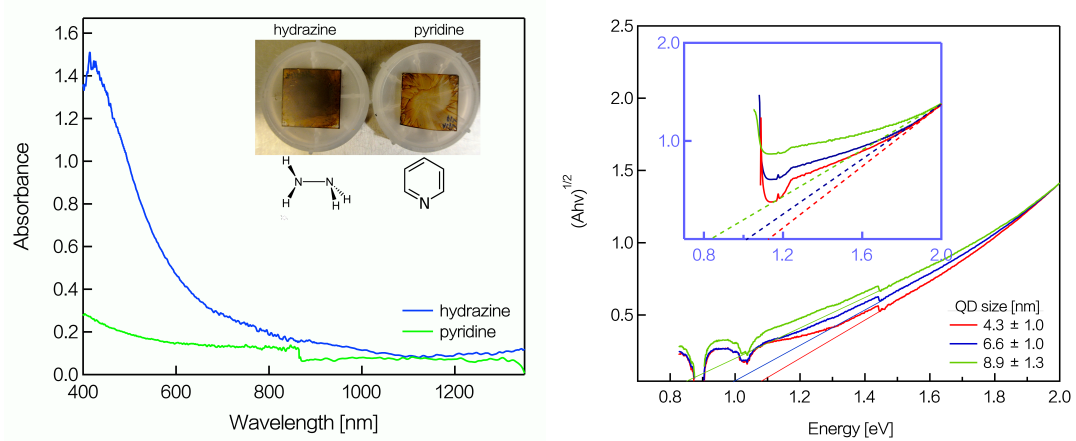 hydrazine pyridine
1.6
1.4
1.2
1.0
0.8
0.6
0.4
0.2
0.0
Absorbance
H
N N H
H H
N
hydrazine
pyridine
400 600 800 1000 1200
Wavelength [nm]
2.5
2.0
1.5
1.0
0.5
(Ahv)1/2
2.0
1.0
0.8 1.2 1.6 2.0
QD size [nm]
4.3 ± 1.0
6.6 ± 1.0
8.9 ± 1.3
0.8 1.0 1.2 1.4 1.6 1.8 2.0
Energy [eV]